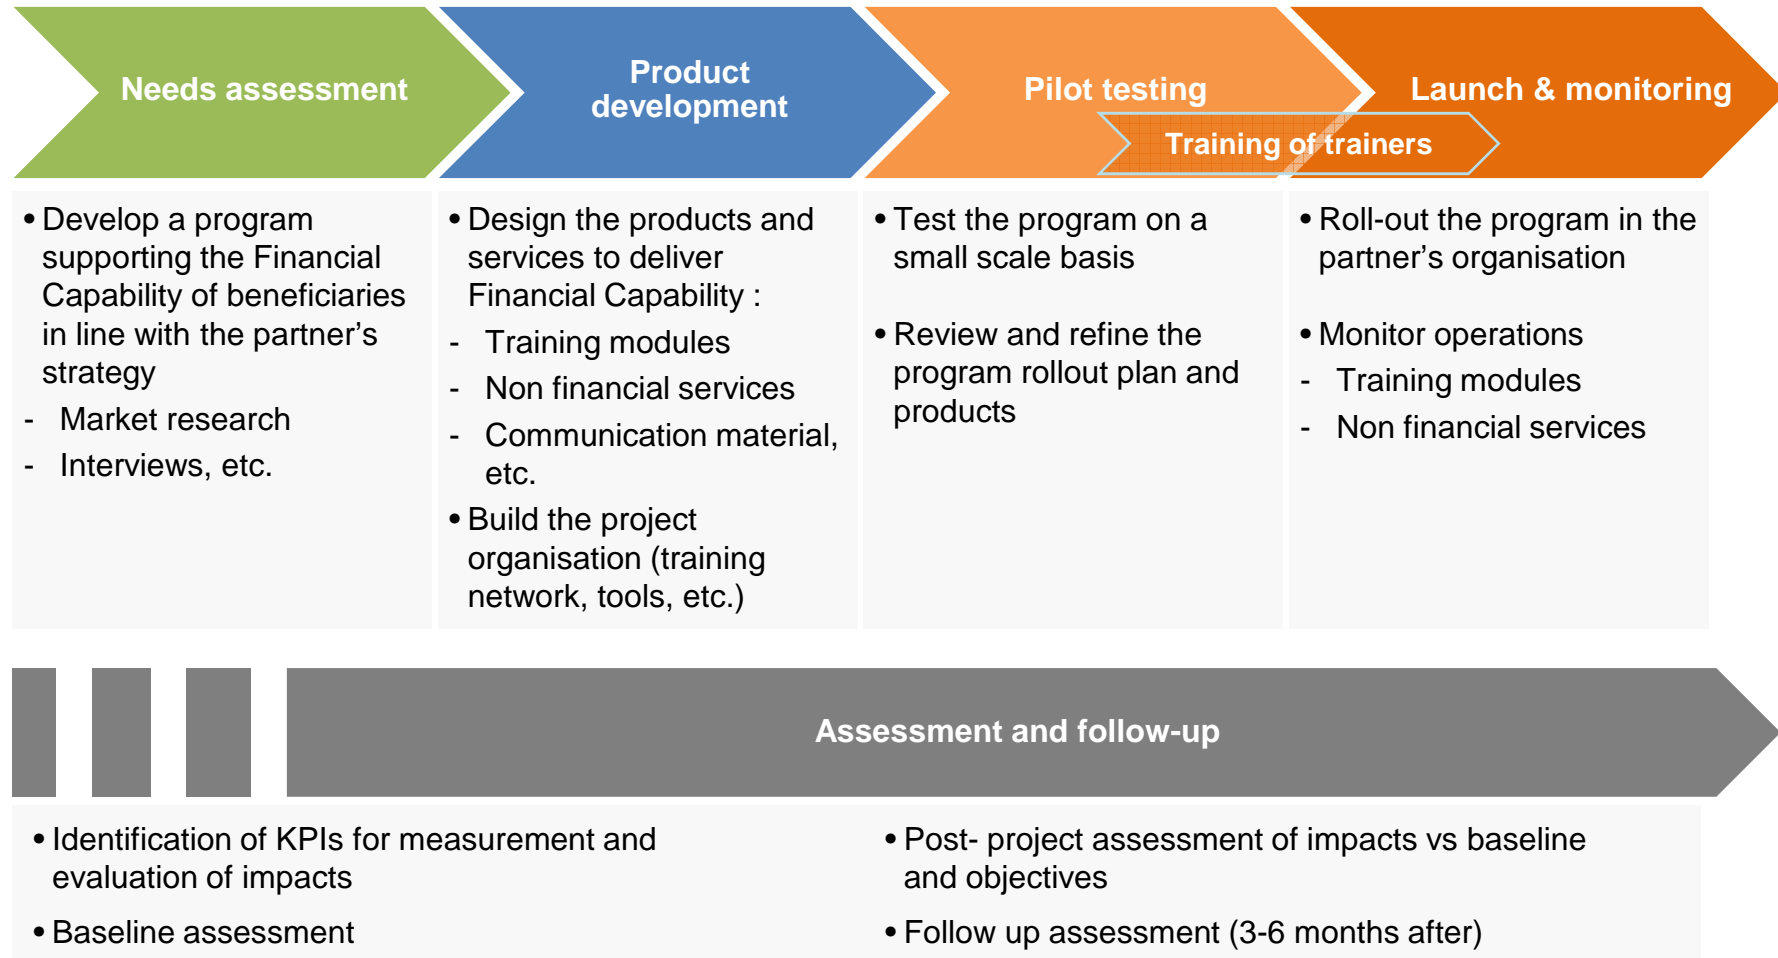 Needs assessment
Product
development
Pilot testing
Launch & monitoring
Training of trainers
• Develop a program
supporting the Financial
Capability of beneficiaries
in line with the partner’s
strategy
- Market research
- Interviews, etc.
• Design the products and
services to deliver
Financial Capability :
- Training modules
- Non financial services
- Communication material,
etc.
• Build the project
organisation (training
network, tools, etc.)
• Test the program on a
small scale basis
• Review and refine the
program rollout plan and
products
• Roll-out the program in the
partner’s organisation
• Monitor operations
- Training modules
- Non financial services
Assessment and follow-up
• Identification of KPIs for measurement and
evaluation of impacts
• Baseline assessment
• Post- project assessment of impacts vs baseline
and objectives
• Follow up assessment (3-6 months after)